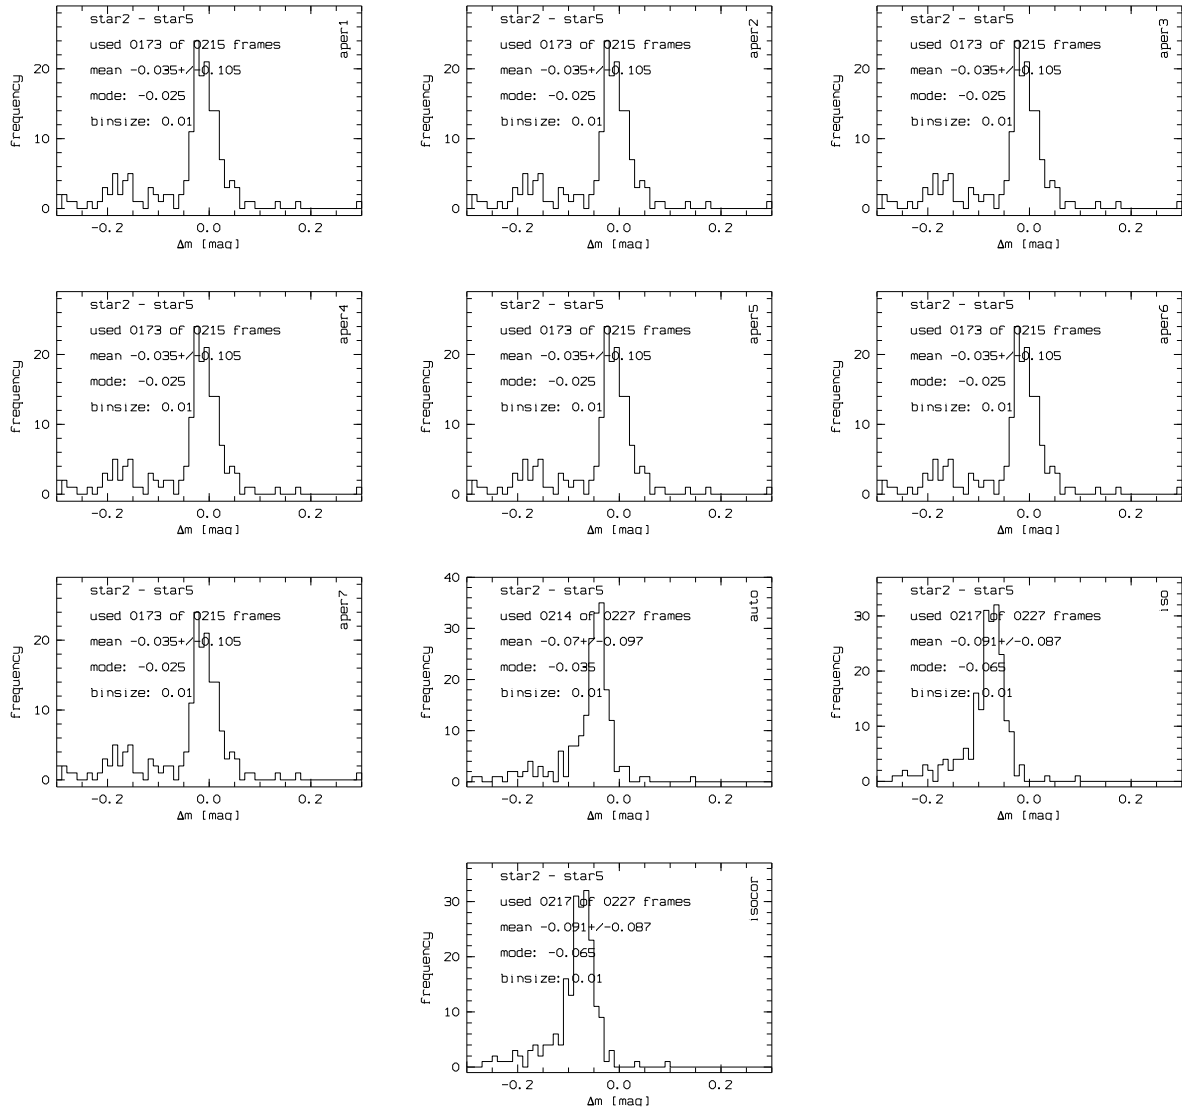 star2 - star5
used 0173 of 0215 frames
mean -0.035+/-0.105
mode: -0.025
binsize: 0.01
aper1
frequency
20
10
0
-0.2 0.0 0.2
Δm [mag]
star2 - star5
used 0173 of 0215 frames
mean -0.035+/-0.105
mode: -0.025
binsize: 0.01
aper2
frequency
20
10
0
-0.2 0.0 0.2
Δm [mag]
star2 - star5
used 0173 of 0215 frames
mean -0.035+/-0.105
mode: -0.025
binsize: 0.01
aper3
frequency
20
10
0
-0.2 0.0 0.2
Δm [mag]
star2 - star5
used 0173 of 0215 frames
mean -0.035+/-0.105
mode: -0.025
binsize: 0.01
aper4
frequency
20
10
0
-0.2 0.0 0.2
Δm [mag]
star2 - star5
used 0173 of 0215 frames
mean -0.035+/-0.105
mode: -0.025
binsize: 0.01
aper5
frequency
20
10
0
-0.2 0.0 0.2
Δm [mag]
star2 - star5
used 0173 of 0215 frames
mean -0.035+/-0.105
mode: -0.025
binsize: 0.01
aper6
frequency
20
10
0
-0.2 0.0 0.2
Δm [mag]
star2 - star5
used 0173 of 0215 frames
mean -0.035+/-0.105
mode: -0.025
binsize: 0.01
aper7
frequency
20
10
0
-0.2 0.0 0.2
Δm [mag]
star2 - star5
used 0214 of 0227 frames
mean -0.07+/-0.097
mode: -0.035
binsize: 0.01
auto
frequency
40
30
20
10
0
-0.2 0.0 0.2
Δm [mag]
star2 - star5
used 0217 of 0227 frames
mean -0.091+/-0.087
mode: -0.065
binsize: 0.01
iso
frequency
30
20
10
0
-0.2 0.0 0.2
Δm [mag]
star2 - star5
used 0217 of 0227 frames
mean -0.091+/-0.087
mode: -0.065
binsize: 0.01
isocor
frequency
30
20
10
0
-0.2 0.0 0.2
Δm [mag]